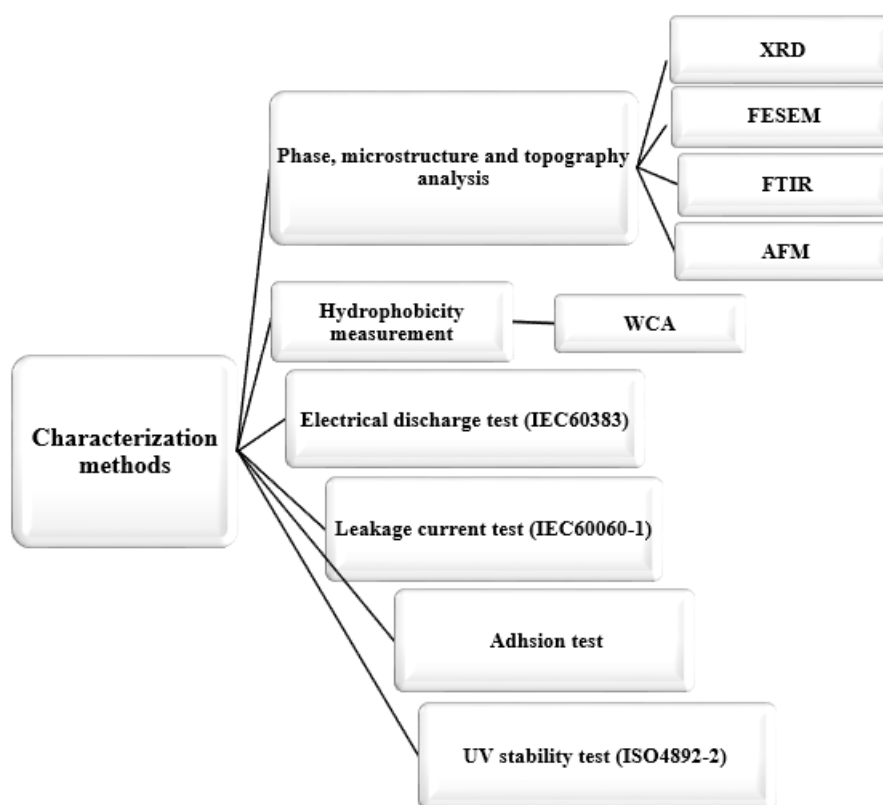 XRD
FESEM
Phase, microstructure and topography
analysis
FTIR
AFM
Hydrophobicity
measurement
WCA
Electrical discharge test (IEC60383)
Characterization
methods
Leakage current test (IEC60060-1)
Adhsion test
UV stability test (ISO4892-2)